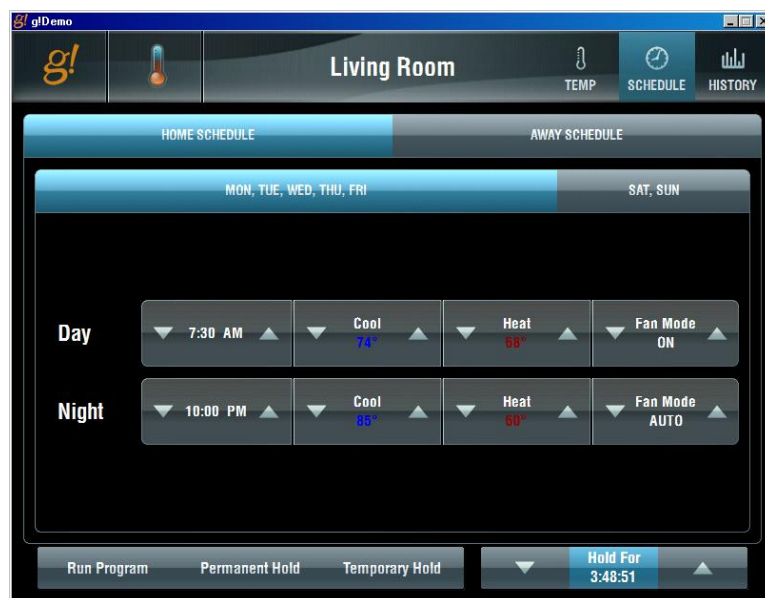 g! g!Demo
g!
Living Room
TEMP
SCHEDULE
HISTORY
HOME SCHEDULE
AWAY SCHEDULE
MON, TUE, WED, THU, FRI
SAT, SUN
Day
7:30 AM
Cool
74°
Heat
68°
Fan Mode
ON
Night
10:00 PM
Cool
85°
Heat
60°
Fan Mode
AUTO
Run Program
Permanent Hold
Temporary Hold
Hold For
3:48:51